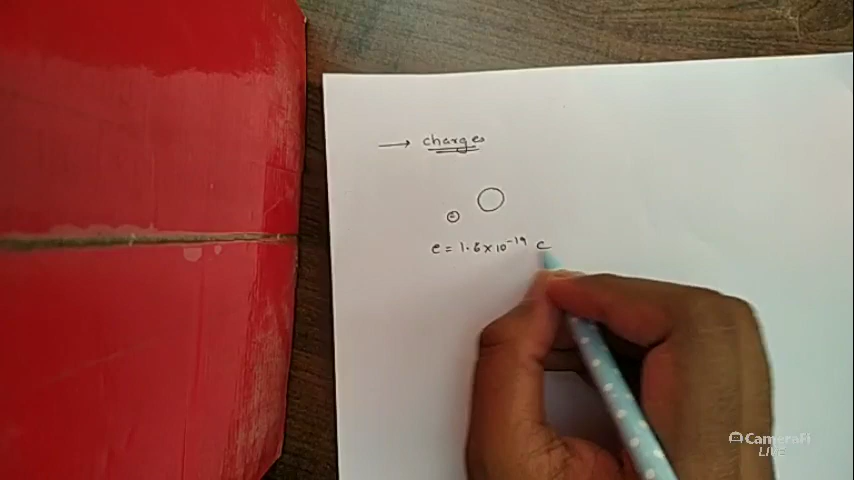 → charges
e = 1.6 × 10⁻¹⁹ C
CameraFi
LIVE